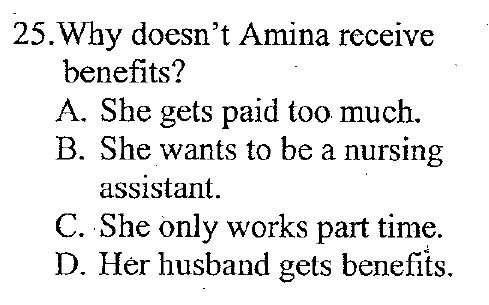 25.Why doesn't Amina receive
benefits?
A. She gets paid too much.
B. She wants to be a nursing
assistant.
C. She only works part time.
D. Her husband gets benefits.